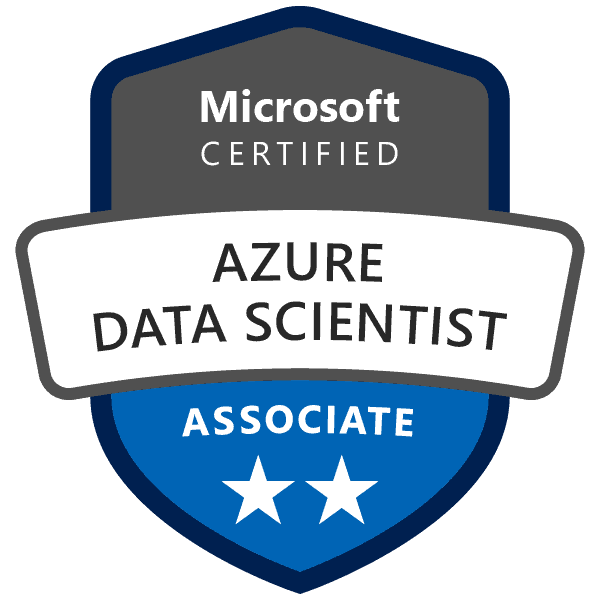 Microsoft
CERTIFIED
AZURE
DATA SCIENTIST
ASSOCIATE